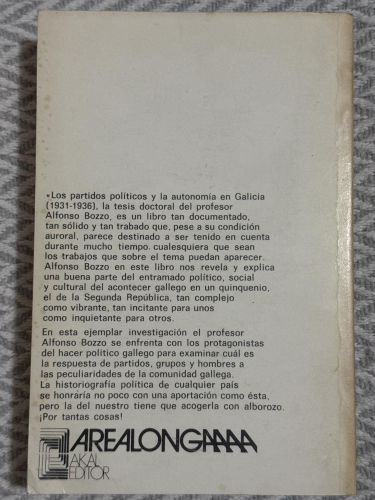 «Los partidos políticos y la autonomía en Galicia
(1931-1936), la tesis doctoral del profesor
Alfonso Bozzo, es un libro tan documentado,
tan sólido y tan trabado que, pese a su condición
auroral, parece destinado a ser tenido en cuenta
durante mucho tiempo. cualesquiera que sean
los trabajos que sobre el tema puedan aparecer.
Alfonso Bozzo en este libro nos revela y explica
una buena parte del entramado político, social
y cultural del acontecer gallego en un quinquenio,
el de la Segunda República, tan complejo
como vibrante, tan incitante para unos
como inquietante para otros.
En esta ejemplar investigación el profesor
Alfonso Bozzo se enfrenta con los protagonistas
del hacer político gallego para examinar cuál es
la respuesta de partidos, grupos y hombres a
las peculiaridades de la comunidad gallega.
La historiografía política de cualquier país
se honraría no poco con una aportación como ésta,
pero la del nuestro tiene que acogerla con alborozo.
¡Por tantas cosas!
AREALONGAAAA
AKAL
EDITOR